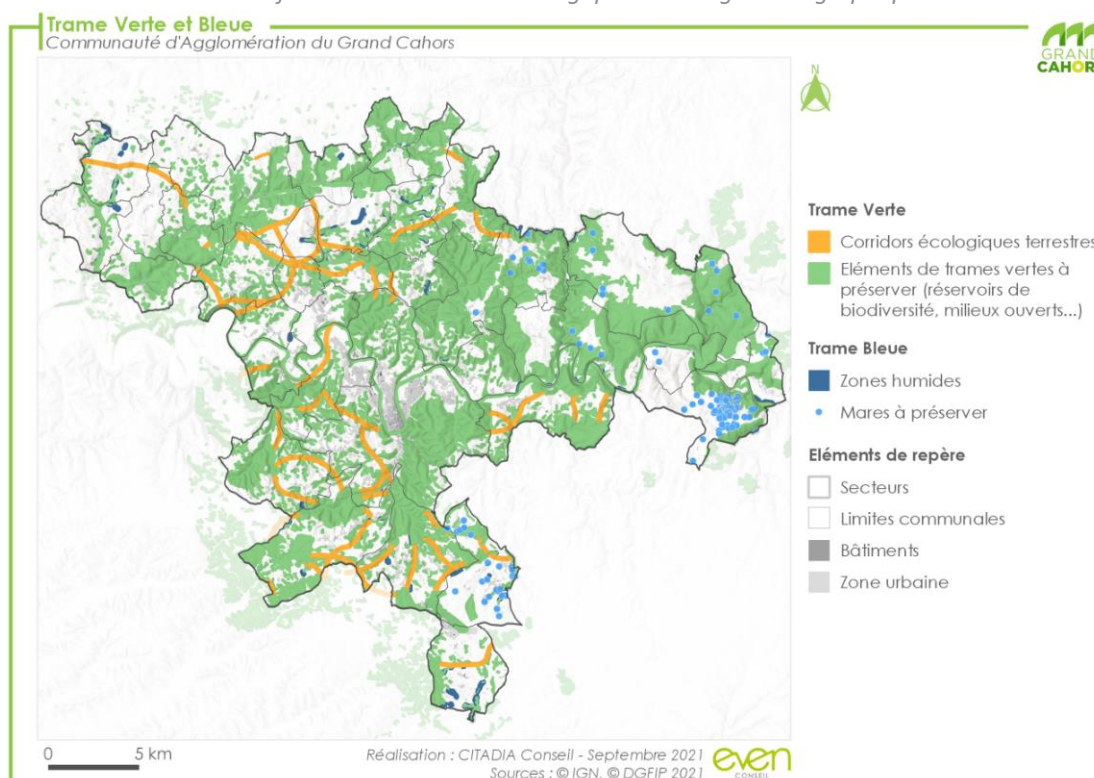 Trame Verte et Bleue
Communauté d'Agglomération du Grand Cahors
GRAND
CAHORS
N
Trame Verte
Corridors écologiques terrestres
Eléments de trames vertes à
préserver (réservoirs de
biodiversité, milieux ouverts...)
Trame Bleue
Zones humides
Mares à préserver
Eléments de repère
Secteurs
Limites communales
Bâtiments
Zone urbaine
0 5 km
Réalisation : CITADIA Conseil - Septembre 2021
Sources : © IGN, © DGFIP 2021
even
CONSEIL